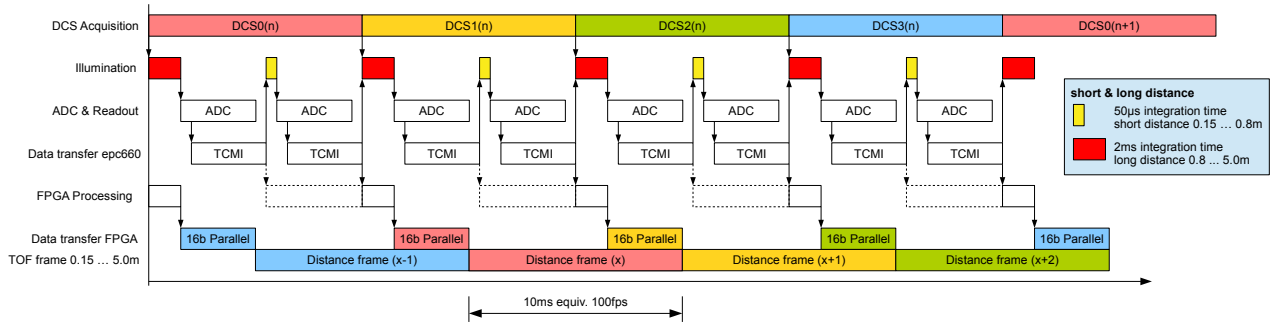 DCS Acquisition DCS0(n) DCS1(n) DCS2(n) DCS3(n) DCS0(n+1)
Illumination
ADC & Readout ADC ADC ADC ADC ADC ADC ADC ADC
Data transfer epc660 TCMI TCMI TCMI TCMI TCMI TCMI TCMI TCMI
FPGA Processing
Data transfer FPGA 16b Parallel 16b Parallel 16b Parallel 16b Parallel 16b Parallel
TOF frame 0.15 … 5.0m Distance frame (x-1) Distance frame (x) Distance frame (x+1) Distance frame (x+2)
10ms equiv. 100fps
short & long distance
50µs integration time
short distance 0.15 … 0.8m
2ms integration time
long distance 0.8 ... 5.0m